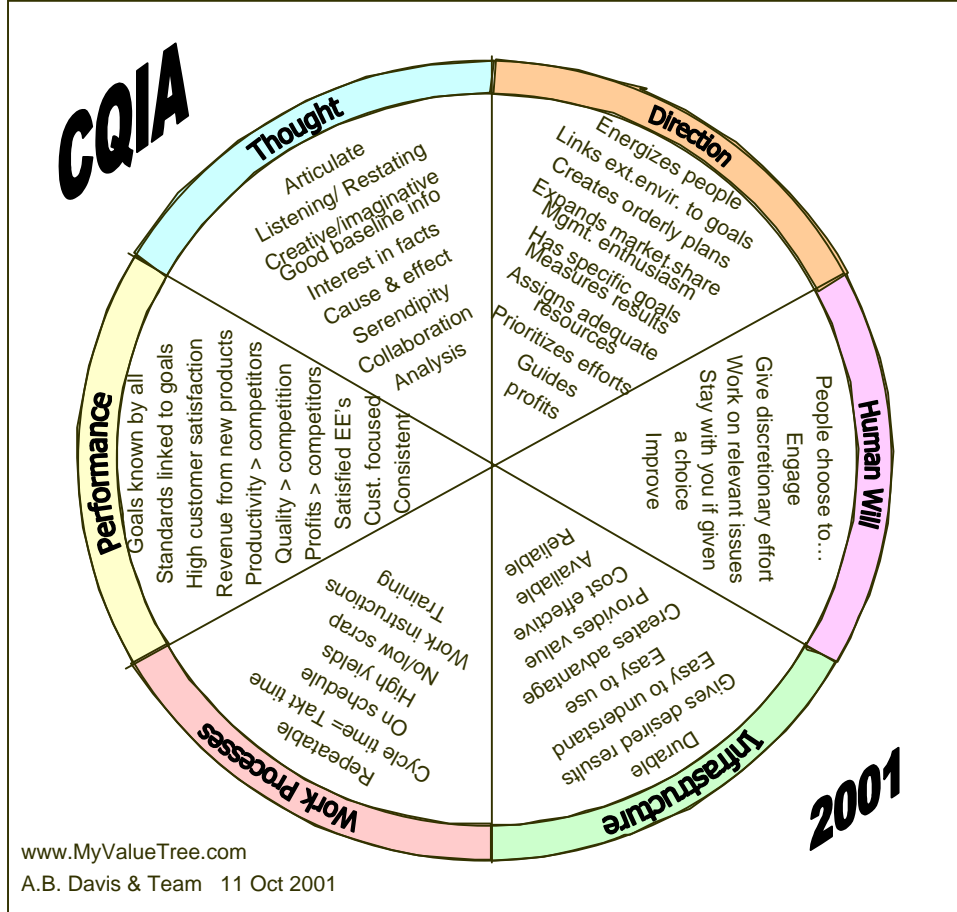 CQIA
Thought
Articulate
Listening/ Restating
Creative/imaginative
Good baseline info
Interest in facts
Cause & effect
Serendipity
Collaboration
Analysis
Direction
Energizes people
Links ext.envir. to goals
Creates orderly plans
Expands market.share
Mgmt. enthusiasm
Has specific goals
Measures results
Assigns adequate
resources
Prioritizes efforts
Guides
profits
Human Will
People choose to…
Engage
Give discretionary effort
Work on relevant issues
Stay with you if given
a choice
Improve
Infrastructure
Reliable
Available
Cost effective
Provides value
Creates advantage
Easy to use
Easy to understand
Gives desired results
Durable
Work Processes
Training
Work instructions
No/low scrap
High yields
On schedule
Cycle time= Takt time
Repeatable
Performance
Goals known by all
Standards linked to goals
High customer satisfaction
Revenue from new products
Productivity > competitors
Quality > competition
Profits > competitors
Satisfied EE's
Cust. focused
Consistent
2001
www.MyValueTree.com
A.B. Davis & Team 11 Oct 2001